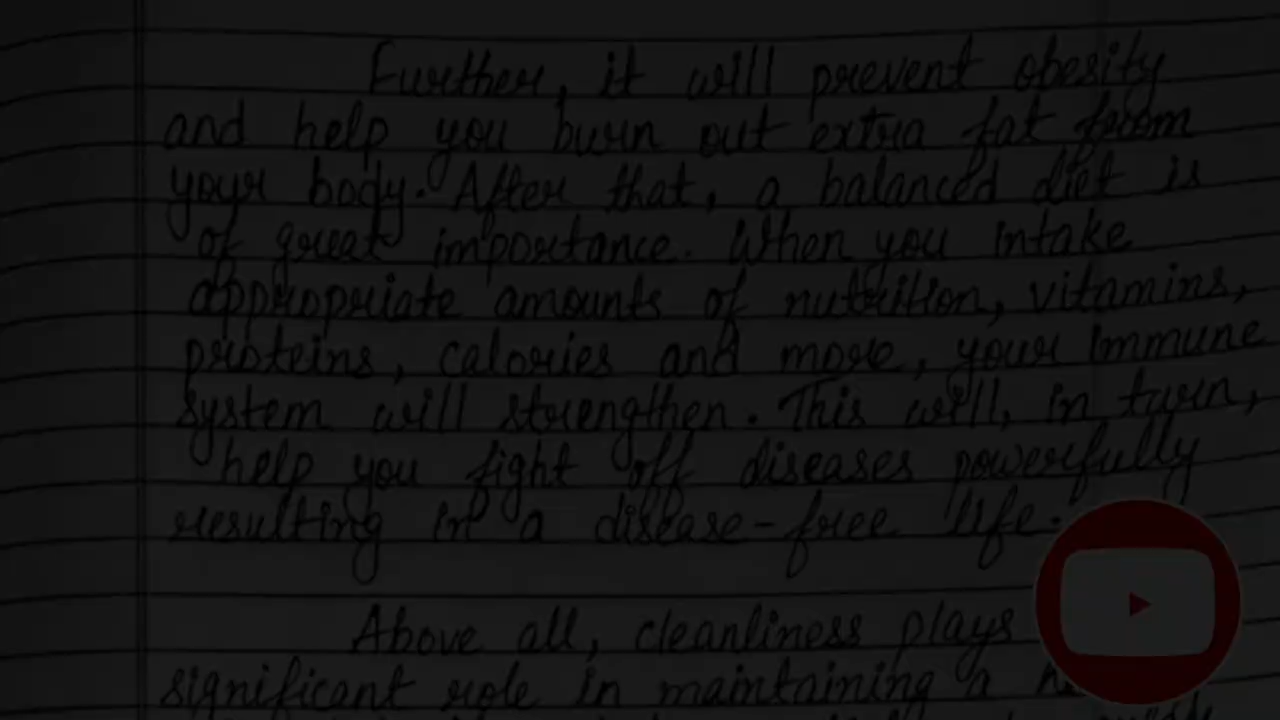 Further, it will prevent obesity
and help you burn out extra fat from
your body. After that, a balanced diet is
of great importance. When you intake
appropriate amounts of nutrition, vitamins,
proteins, calories and more, your immune
system will strengthen. This will, in turn,
help you fight off diseases powerfully
resulting in a disease-free life.
Above all, cleanliness plays
significant role in maintaining a